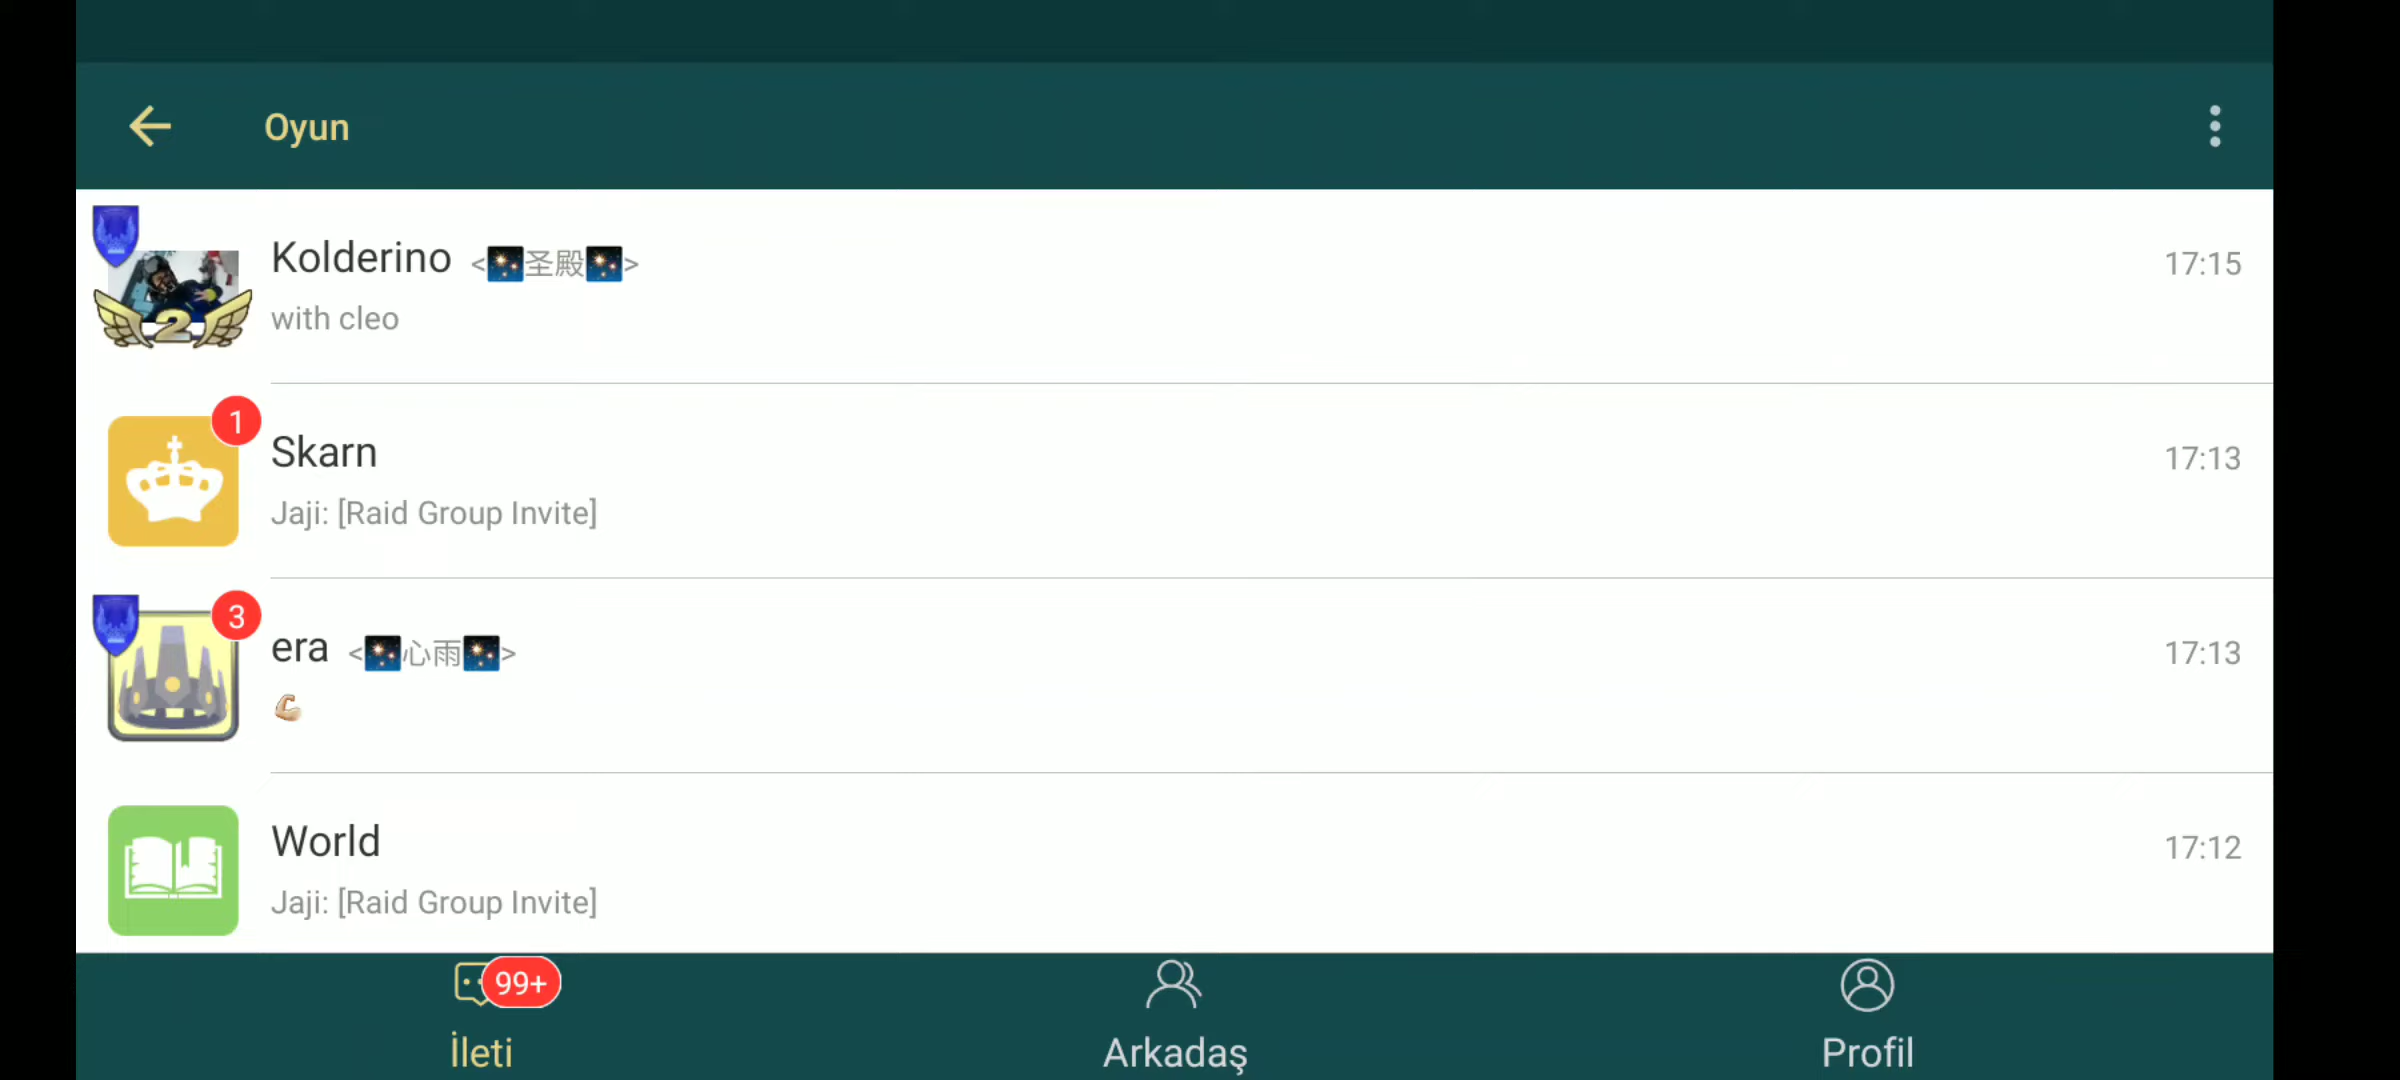 Oyun
Kolderino <🎇圣殿🎇>
17:15
with cleo
2
1
Skarn
17:13
Jaji: [Raid Group Invite]
3
era <🎇心雨🎇>
17:13
💪🏻
World
17:12
Jaji: [Raid Group Invite]
99+
İleti
Arkadaş
Profil